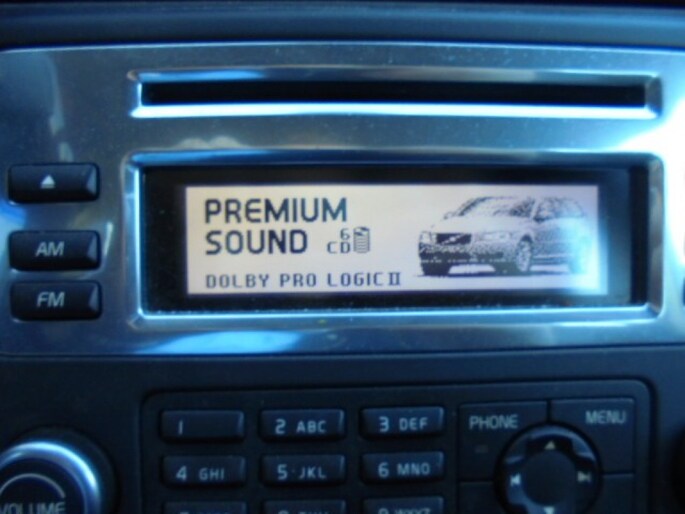 AM
FM
PREMIUM
SOUND 6
CD
DOLBY PRO LOGIC II
1
2 ABC
3 DEF
4 GHI
5 JKL
6 MNO
PHONE
MENU
VOLUME